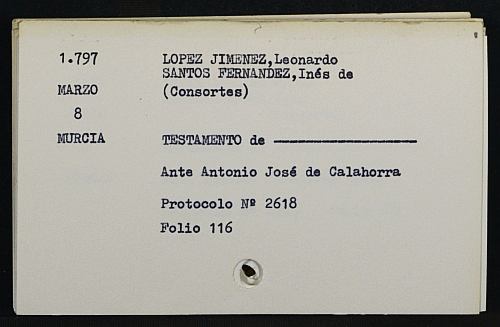 1.797 LOPEZ JIMENEZ,Leonardo
SANTOS FERNANDEZ,Inés de
MARZO (Consortes)
8
MURCIA TESTAMENTO de ————————————
Ante Antonio José de Calahorra
Protocolo Nº 2618
Folio 116